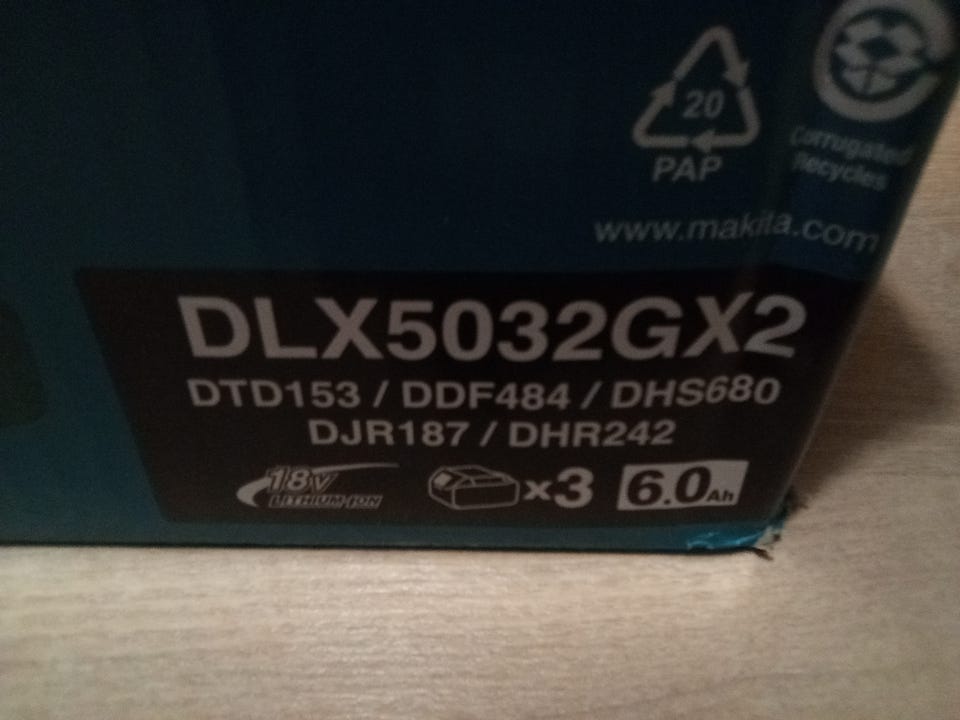 20
PAP
Corrugated
Recycles
www.makita.com
DLX5032GX2
DTD153 / DDF484 / DHS680
DJR187 / DHR242
18V
LITHIUM-ION
x3
6.0Ah